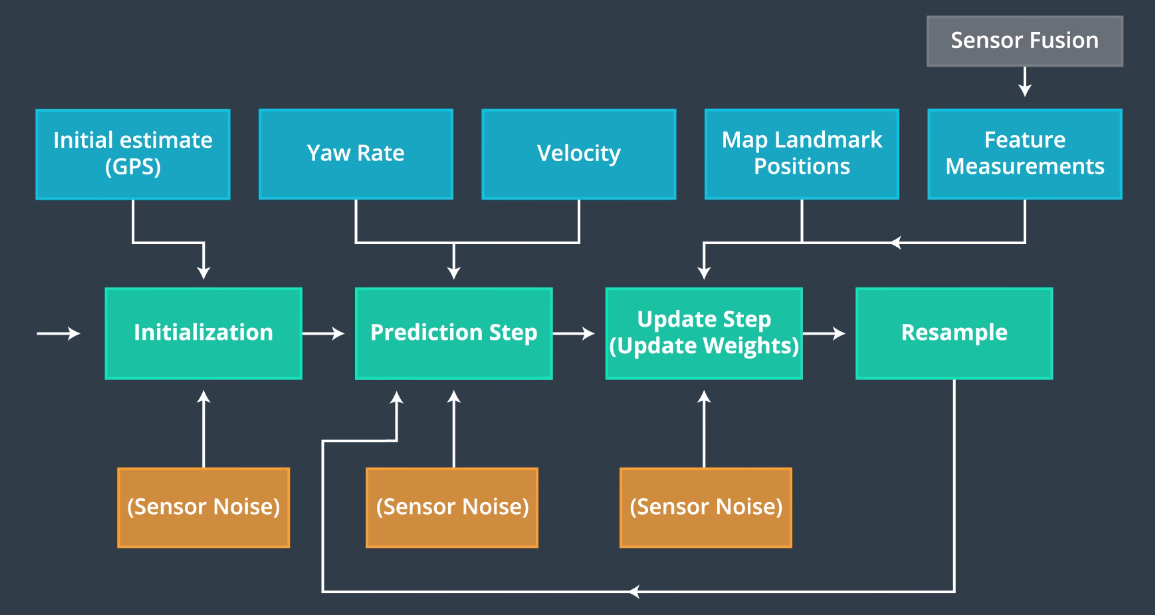 Sensor Fusion
Initial estimate
(GPS)
Yaw Rate
Velocity
Map Landmark
Positions
Feature
Measurements
Initialization
Prediction Step
Update Step
(Update Weights)
Resample
(Sensor Noise)
(Sensor Noise)
(Sensor Noise)